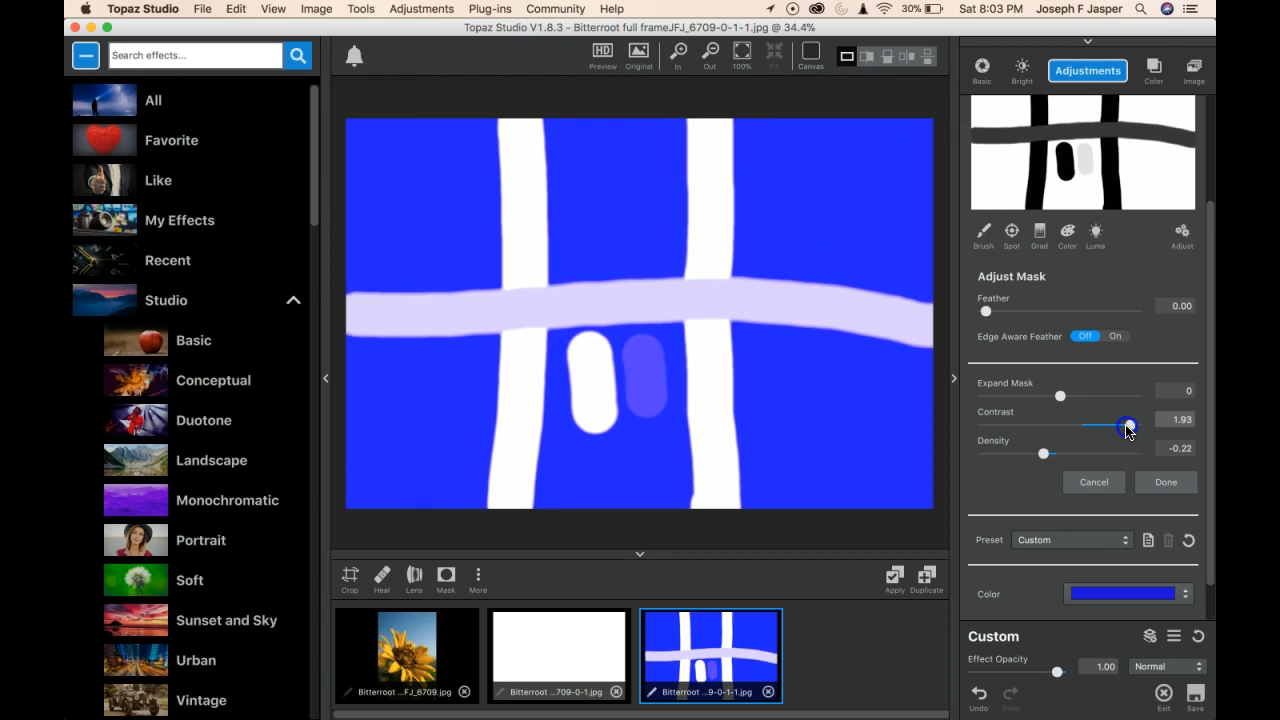 Topaz Studio File Edit View Image Tools Adjustments Plug-ins Community Help 30% Sat 8:03 PM Joseph F Jasper
Topaz Studio V1.8.3 - Bitterroot full frameJFJ_6709-0-1-1.jpg @ 34.4%
Search effects...
All
Favorite
Like
My Effects
Recent
Studio
Basic
Conceptual
Duotone
Landscape
Monochromatic
Portrait
Soft
Sunset and Sky
Urban
Vintage
Preview Original In Out 100% Fit Canvas
Crop Heal Lens Mask More Apply Duplicate
Bitterroot ...FJ_6709.jpg Bitterroot ...709-0-1.jpg Bitterroot ...9-0-1-1.jpg
Basic Bright Adjustments Color Image
Brush Spot Grad Color Luma Adjust
Adjust Mask
Feather 0.00
Edge Aware Feather Off On
Expand Mask 0
Contrast 1.93
Density -0.22
Cancel Done
Preset Custom
Color
Custom
Effect Opacity 1.00 Normal
Undo Redo Exit Save